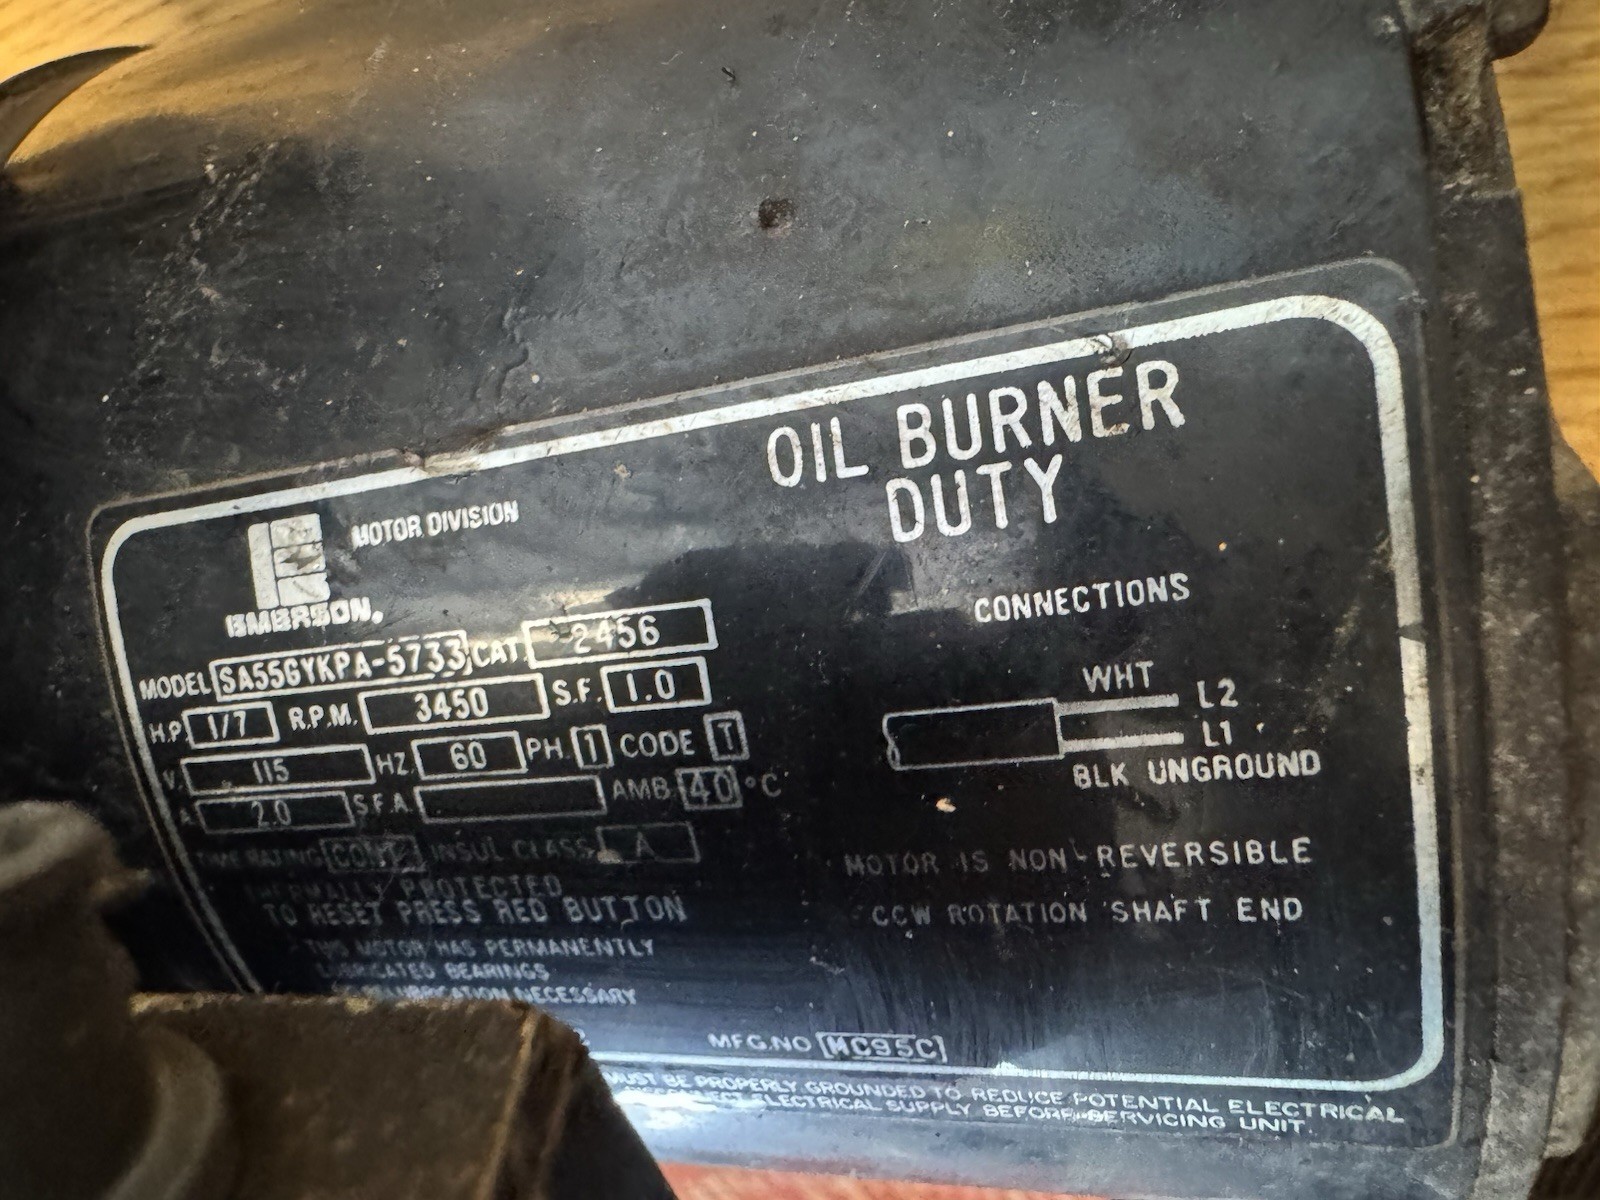 OIL BURNER
DUTY
MOTOR DIVISION
EMERSON.
MODEL SA55GYKPA-5733 CAT. 2456
H.P. 1/7 R.P.M. 3450 S.F. 1.0
V. 115 HZ. 60 PH. 1 CODE T
A 2.0 S.F.A. AMB. 40 °C
TIME RATING CONT. INSUL CLASS A
THERMALLY PROTECTED
TO RESET PRESS RED BUTTON
THIS MOTOR HAS PERMANENTLY
LUBRICATED BEARINGS
LUBRICATION NECESSARY
CONNECTIONS
WHT L2
L1
BLK UNGROUND
MOTOR IS NON-REVERSIBLE
CCW ROTATION SHAFT END
MFG.NO MC95C
MUST BE PROPERLY GROUNDED TO REDUCE POTENTIAL ELECTRICAL
ELECTRICAL SUPPLY BEFORE SERVICING UNIT.